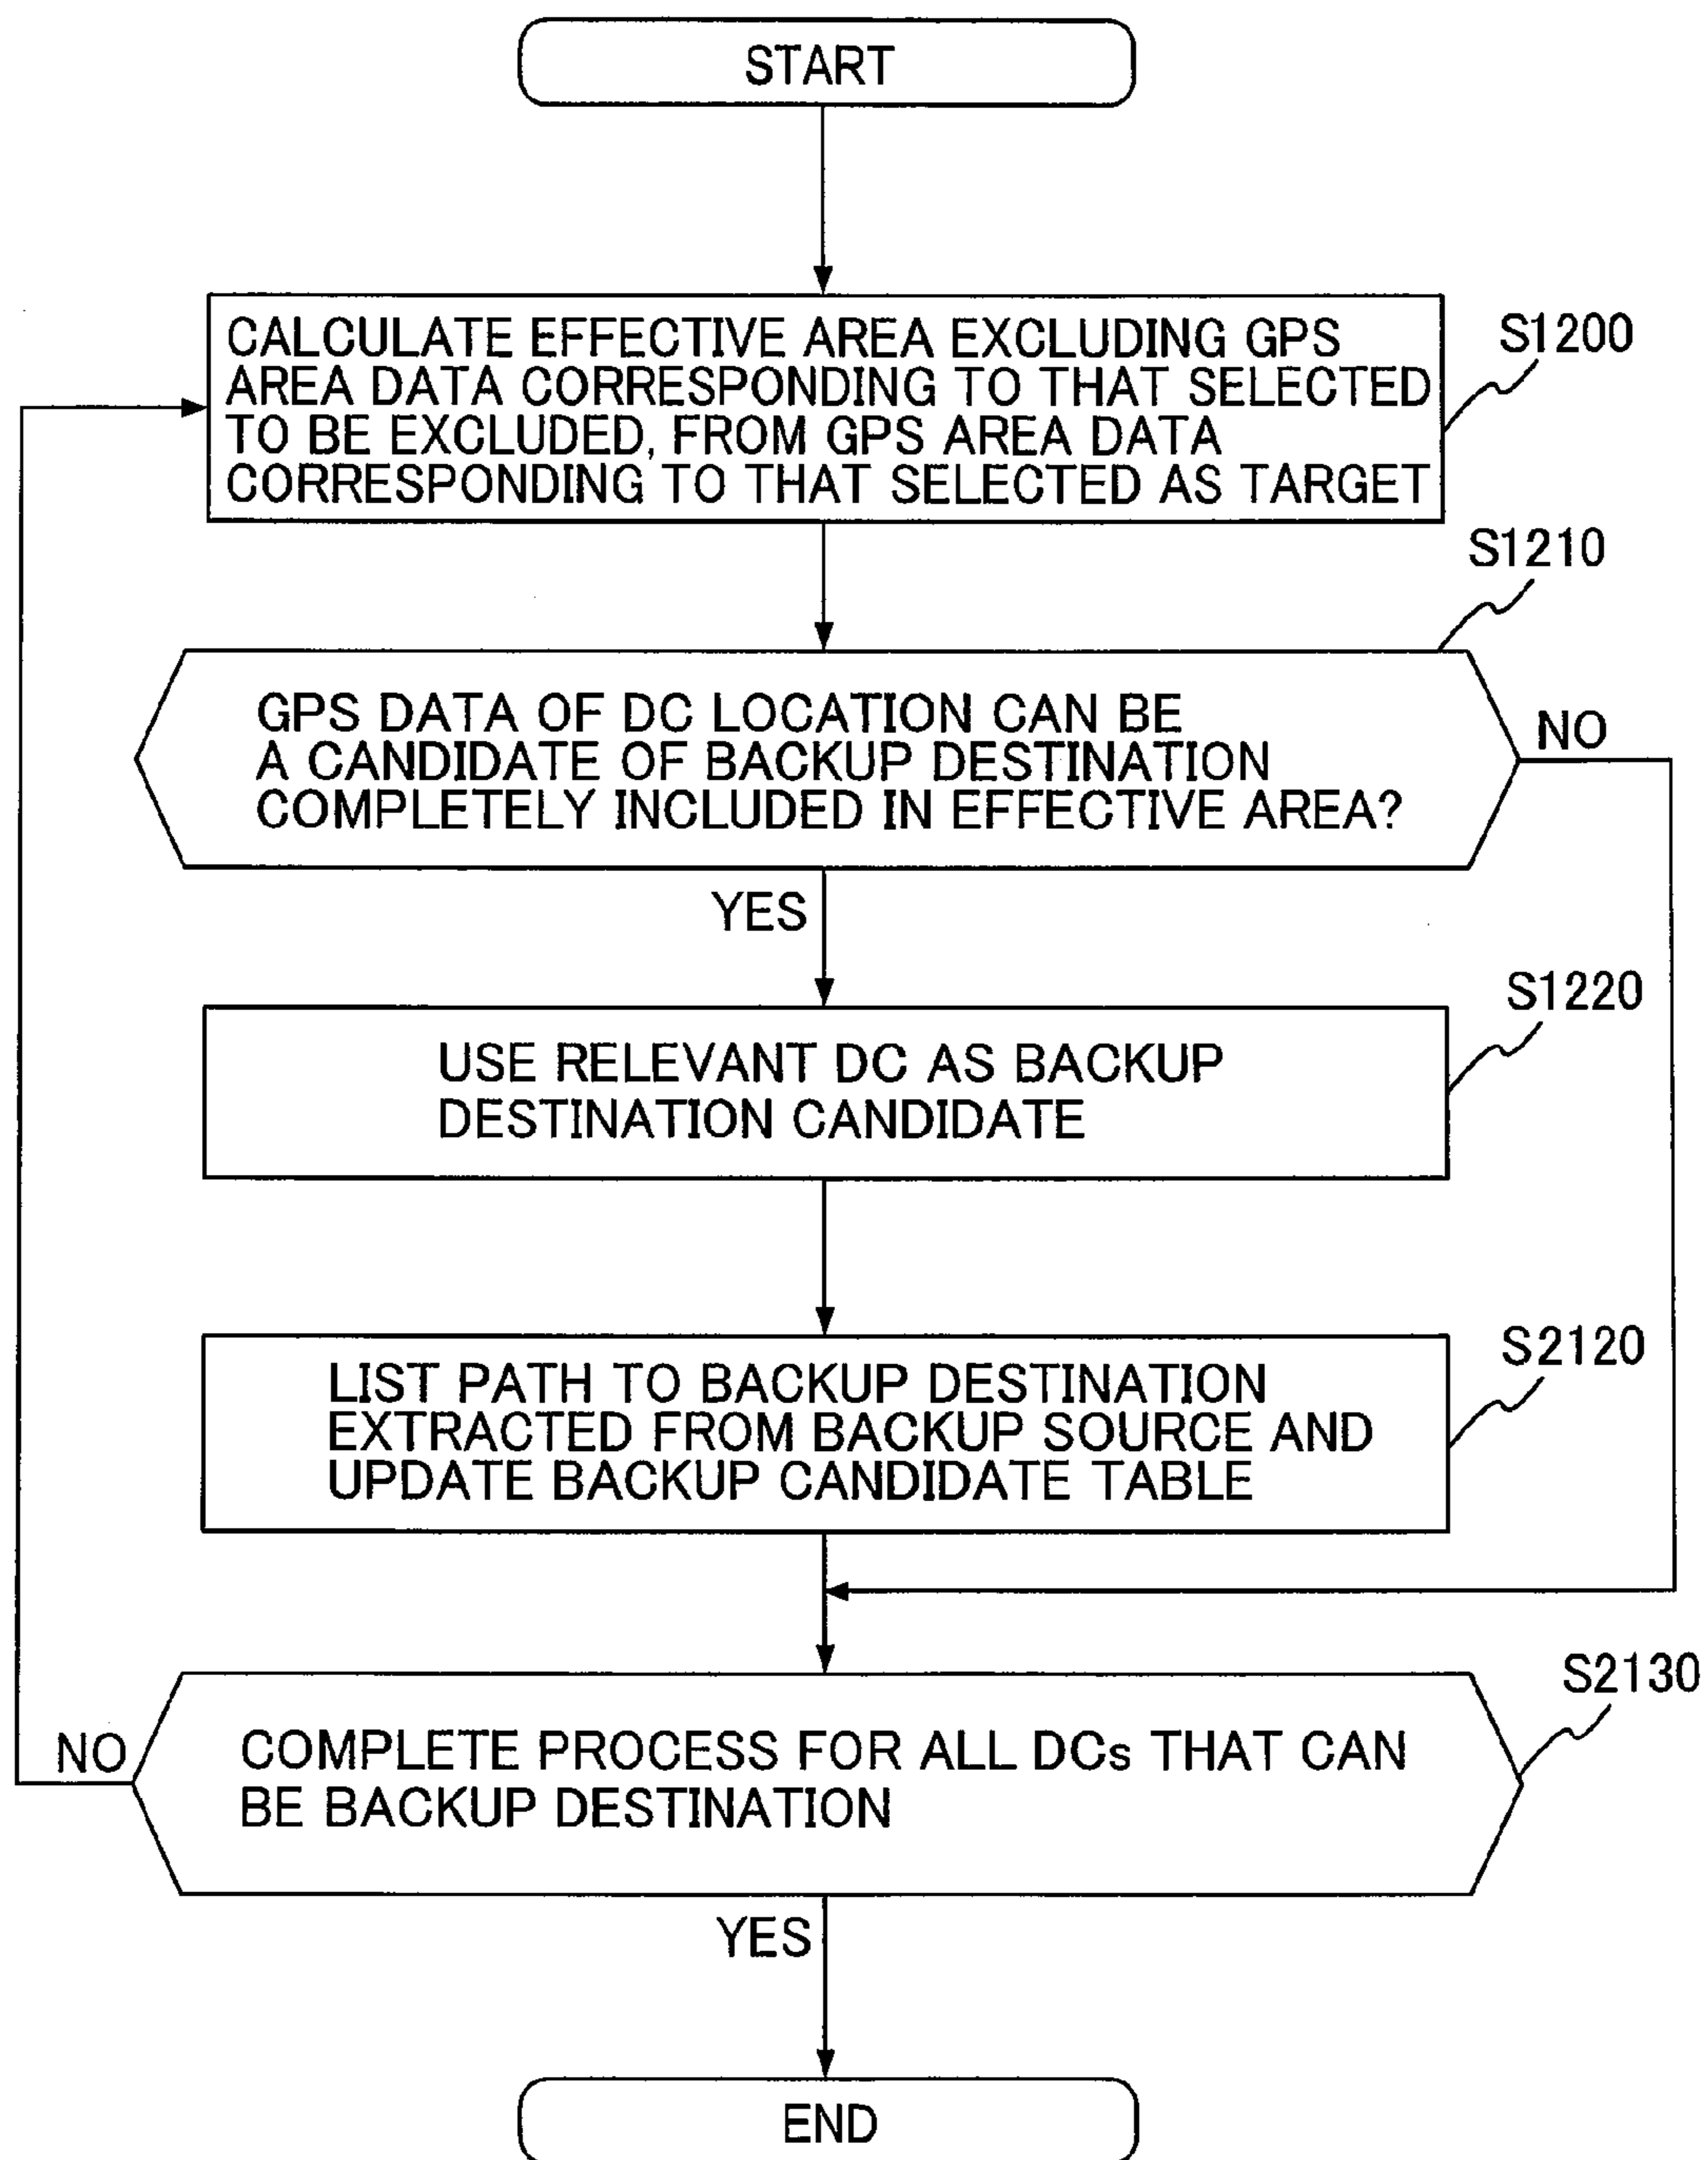 START
CALCULATE EFFECTIVE AREA EXCLUDING GPS
AREA DATA CORRESPONDING TO THAT SELECTED
TO BE EXCLUDED, FROM GPS AREA DATA
CORRESPONDING TO THAT SELECTED AS TARGET
S1200
S1210
GPS DATA OF DC LOCATION CAN BE
A CANDIDATE OF BACKUP DESTINATION
COMPLETELY INCLUDED IN EFFECTIVE AREA?
NO
YES
S1220
USE RELEVANT DC AS BACKUP
DESTINATION CANDIDATE
S2120
LIST PATH TO BACKUP DESTINATION
EXTRACTED FROM BACKUP SOURCE AND
UPDATE BACKUP CANDIDATE TABLE
S2130
NO
COMPLETE PROCESS FOR ALL DCs THAT CAN
BE BACKUP DESTINATION
YES
END